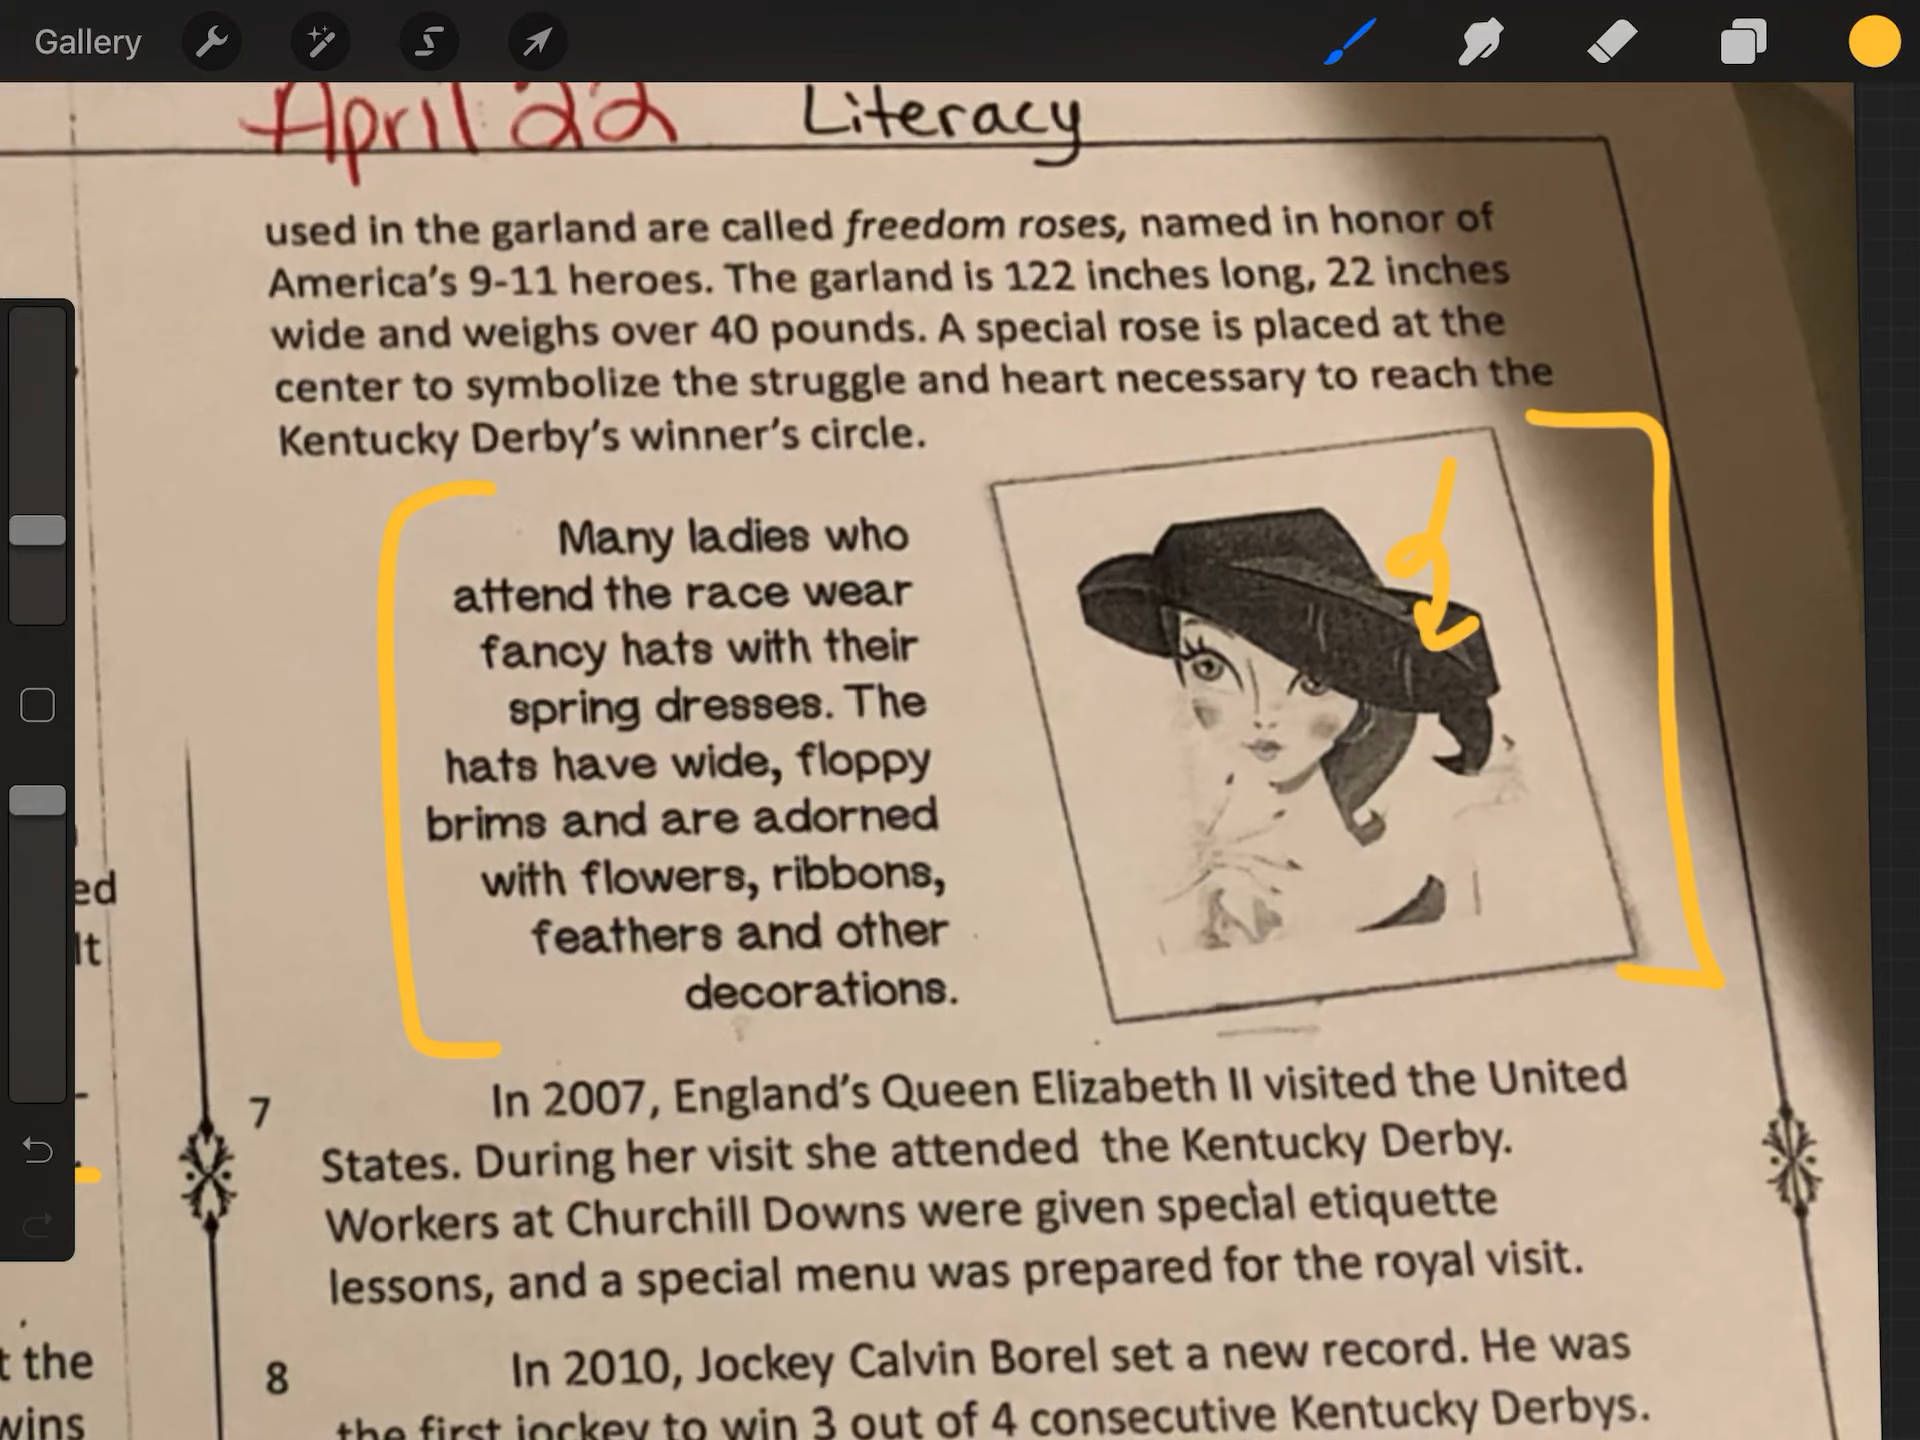 Gallery
April 22 Literacy
used in the garland are called freedom roses, named in honor of
America's 9-11 heroes. The garland is 122 inches long, 22 inches
wide and weighs over 40 pounds. A special rose is placed at the
center to symbolize the struggle and heart necessary to reach the
Kentucky Derby's winner's circle.
Many ladies who
attend the race wear
fancy hats with their
spring dresses. The
hats have wide, floppy
brims and are adorned
with flowers, ribbons,
feathers and other
decorations.
7 In 2007, England's Queen Elizabeth II visited the United
States. During her visit she attended the Kentucky Derby.
Workers at Churchill Downs were given special etiquette
lessons, and a special menu was prepared for the royal visit.
8 In 2010, Jockey Calvin Borel set a new record. He was
the first jockey to win 3 out of 4 consecutive Kentucky Derbys.
ed
It
the
wins